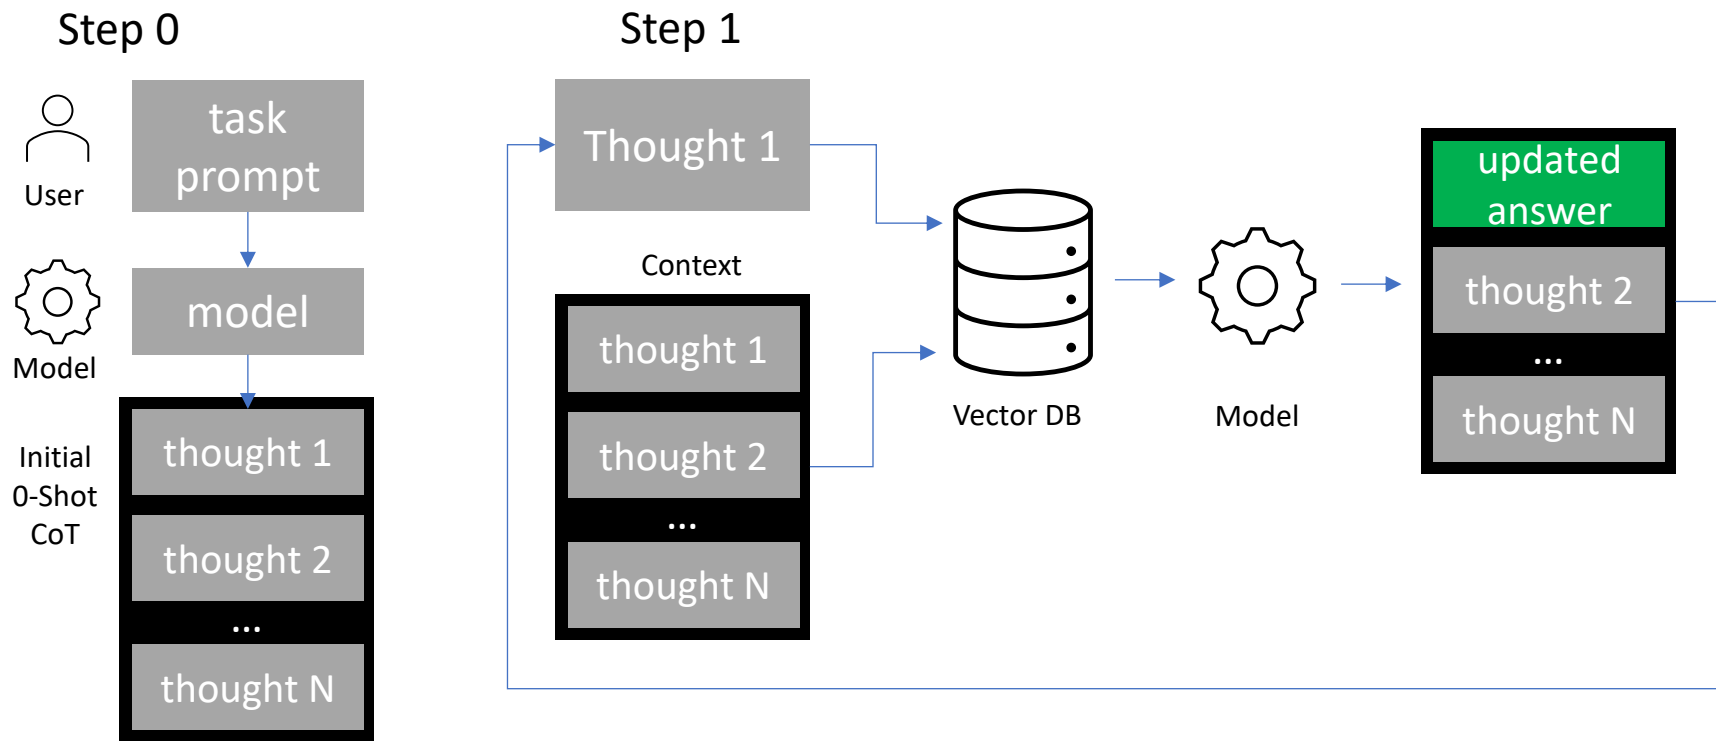 Step 0
task
prompt
User
model
Model
Initial
0-Shot
CoT
thought 1
thought 2
...
thought N
Step 1
Thought 1
Context
thought 1
thought 2
...
thought N
Vector DB
Model
updated
answer
thought 2
...
thought N